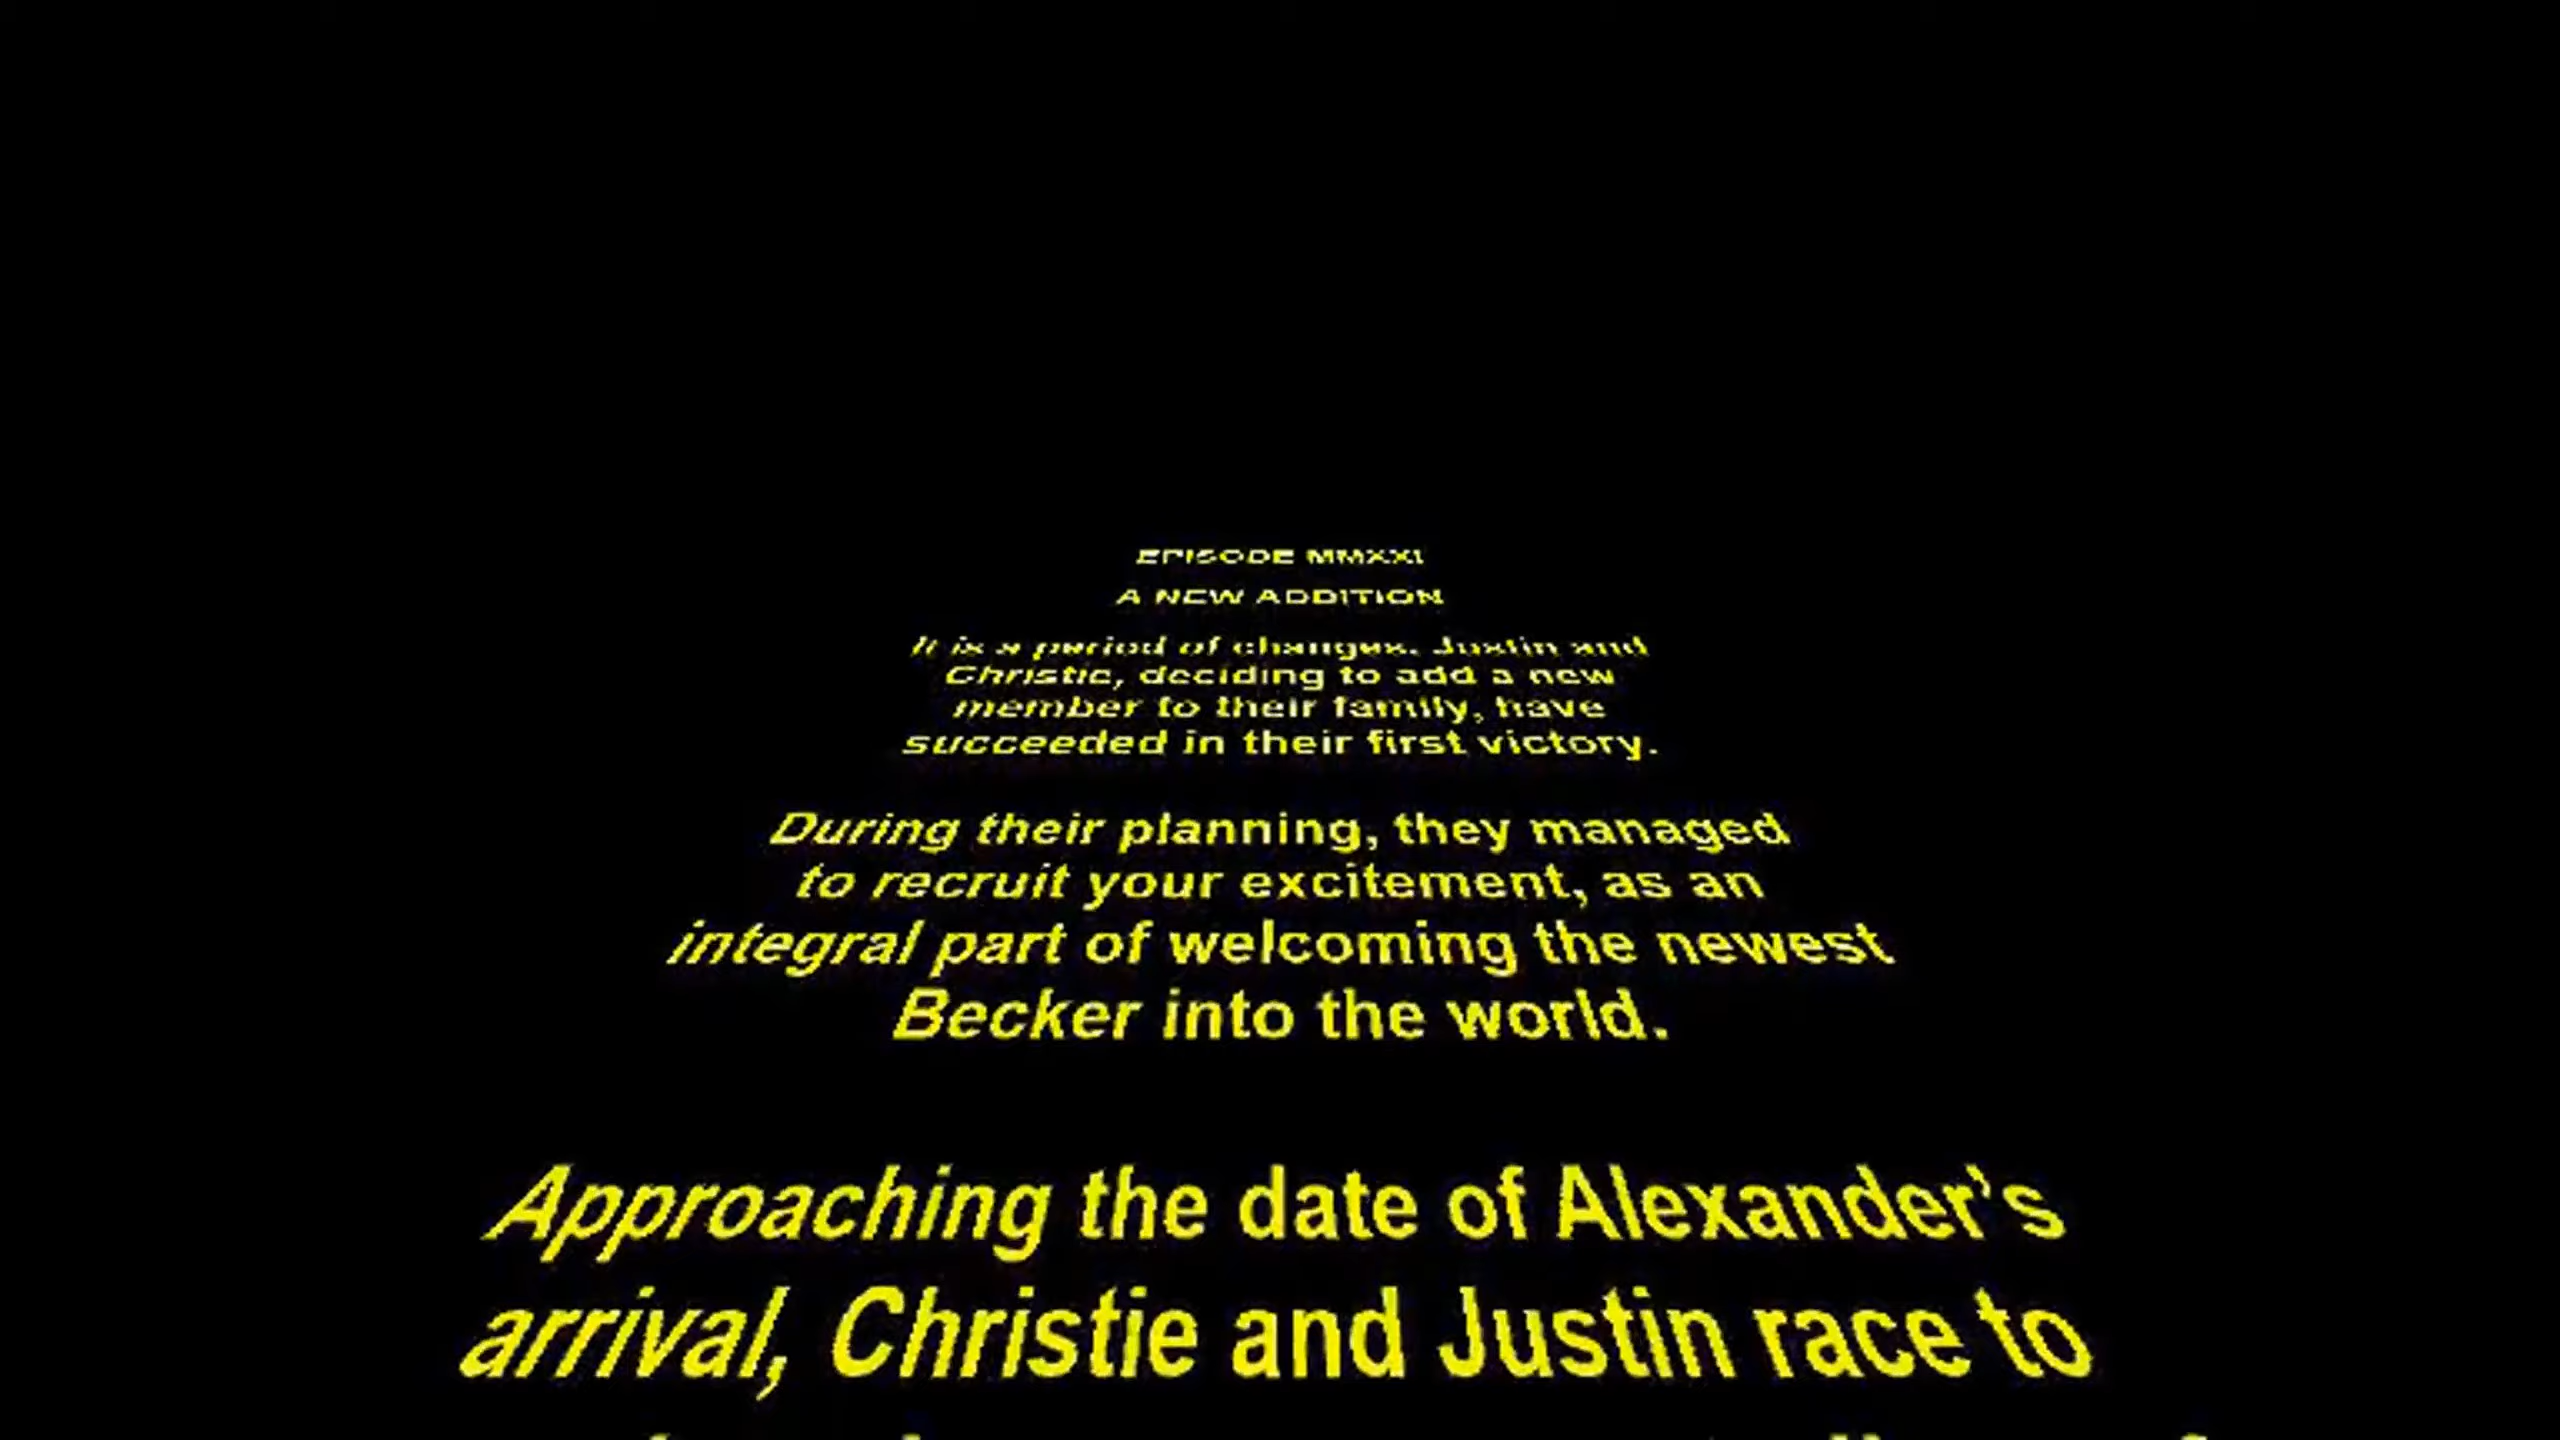 EPISODE MMXXI
A NEW ADDITION
It is a period of changes. Justin and
Christie, deciding to add a new
member to their family, have
succeeded in their first victory.
During their planning, they managed
to recruit your excitement, as an
integral part of welcoming the newest
Becker into the world.
Approaching the date of Alexander's
arrival, Christie and Justin race to